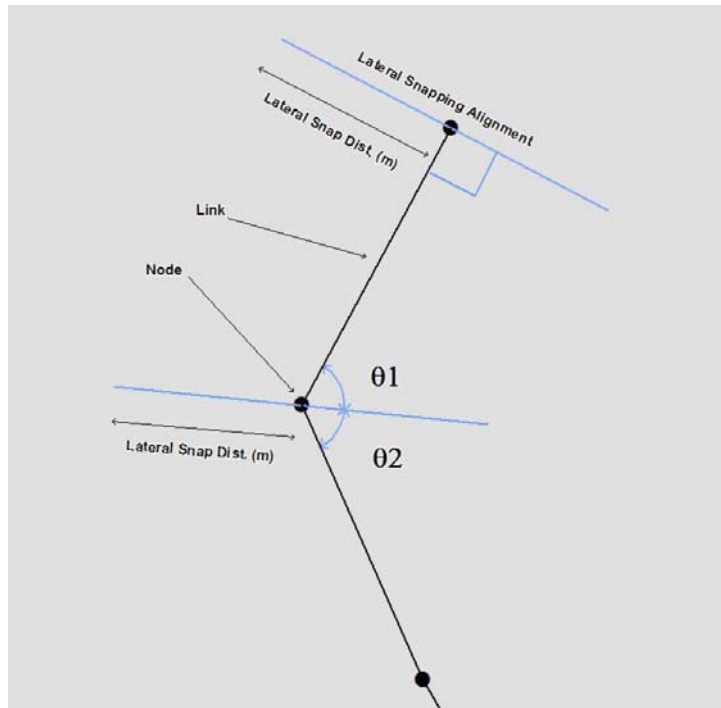 Lateral Snapping Alignment
Lateral Snap Dist. (m)
Link
Node
θ1
Lateral Snap Dist. (m)
θ2